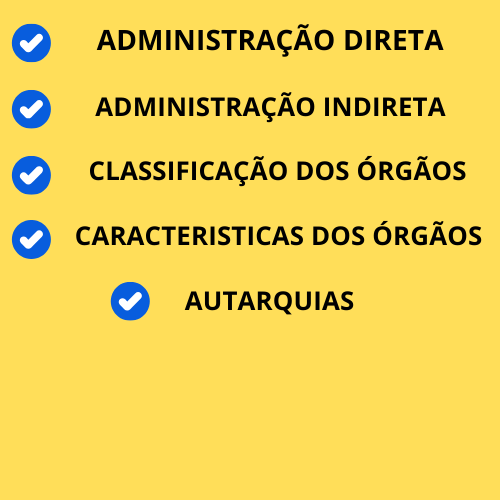 ADMINISTRAÇÃO DIRETA
ADMINISTRAÇÃO INDIRETA
CLASSIFICAÇÃO DOS ÓRGÃOS
CARACTERISTICAS DOS ÓRGÃOS
AUTARQUIAS